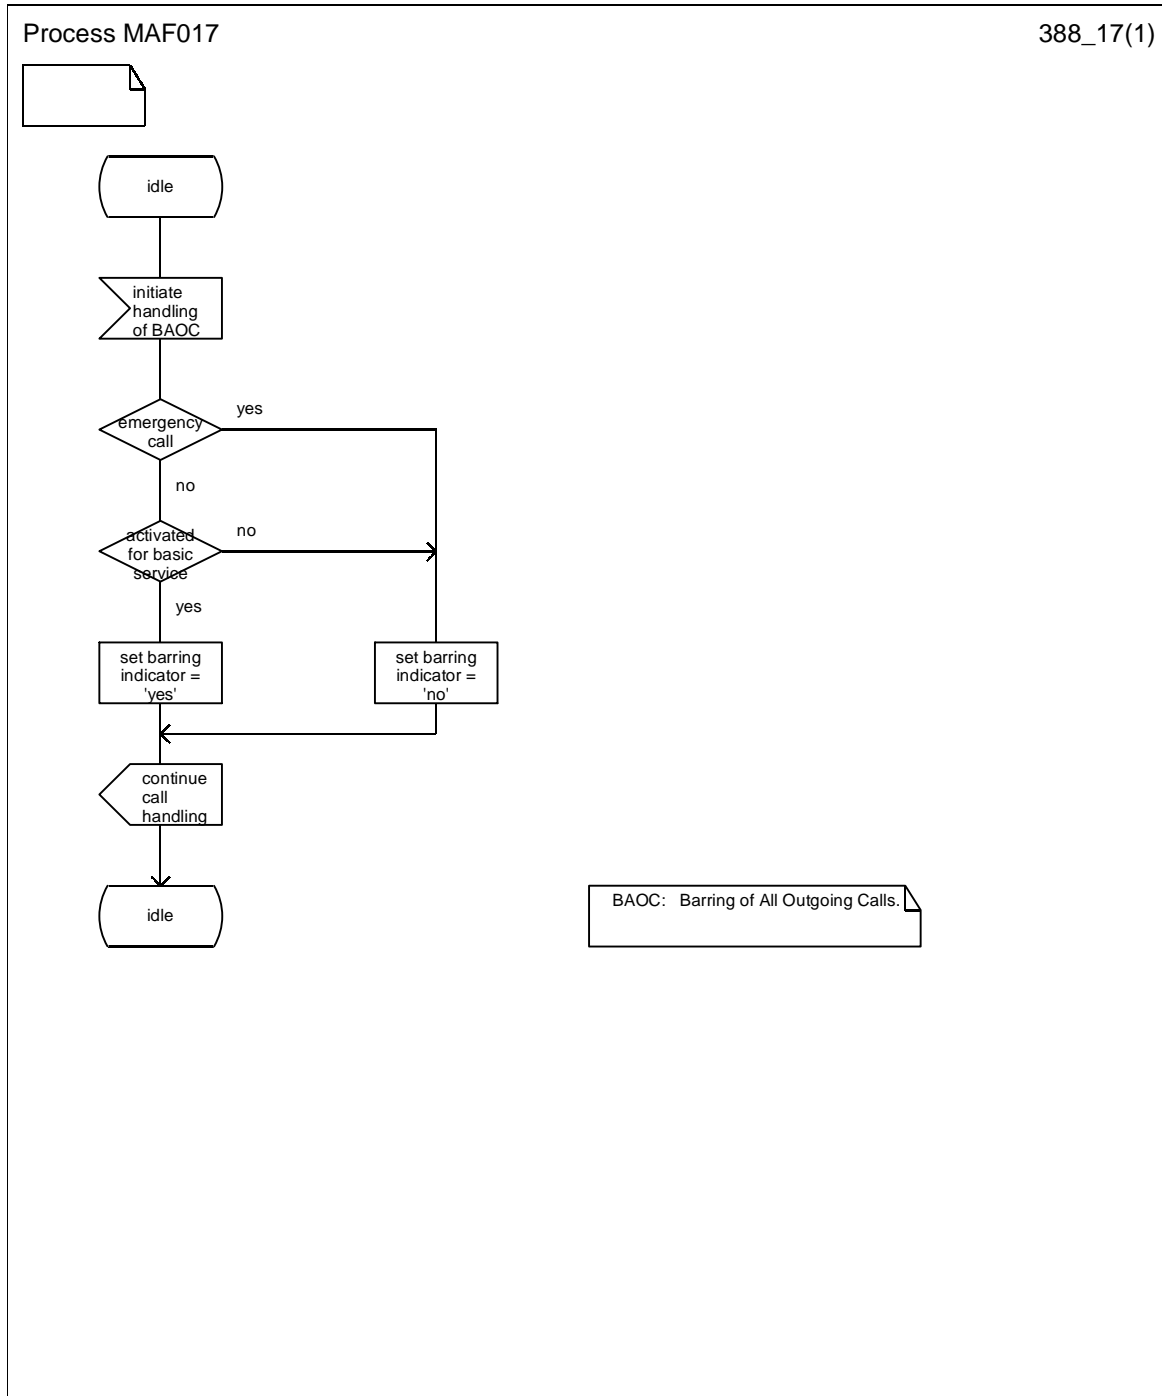 Process MAF017
388_17(1)
idle
initiate
handling
of BAOC
emergency
call
yes
no
activated
for basic
service
no
yes
set barring
indicator =
'yes'
set barring
indicator =
'no'
continue
call
handling
idle
BAOC: Barring of All Outgoing Calls.